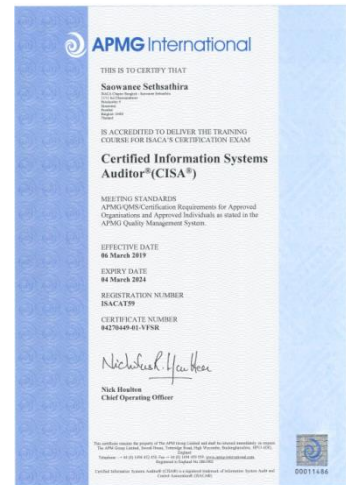 APMG International
THIS IS TO CERTIFY THAT
Saowanee Sethsathira
IS ACCREDITED TO DELIVER THE TRAINING
COURSE FOR ISACA'S CERTIFICATION EXAM
Certified Information Systems
Auditor®(CISA®)
MEETING STANDARDS
APMG/QMS/Certification Requirements for Approved
Organisations and Approved Individuals as stated in the
APMG Quality Management System.
EFFECTIVE DATE
06 March 2019
EXPIRY DATE
04 March 2024
REGISTRATION NUMBER
ISACAT59
CERTIFICATE NUMBER
04270449-01-VFSR
Nick Houlton
Chief Operating Officer
00011486